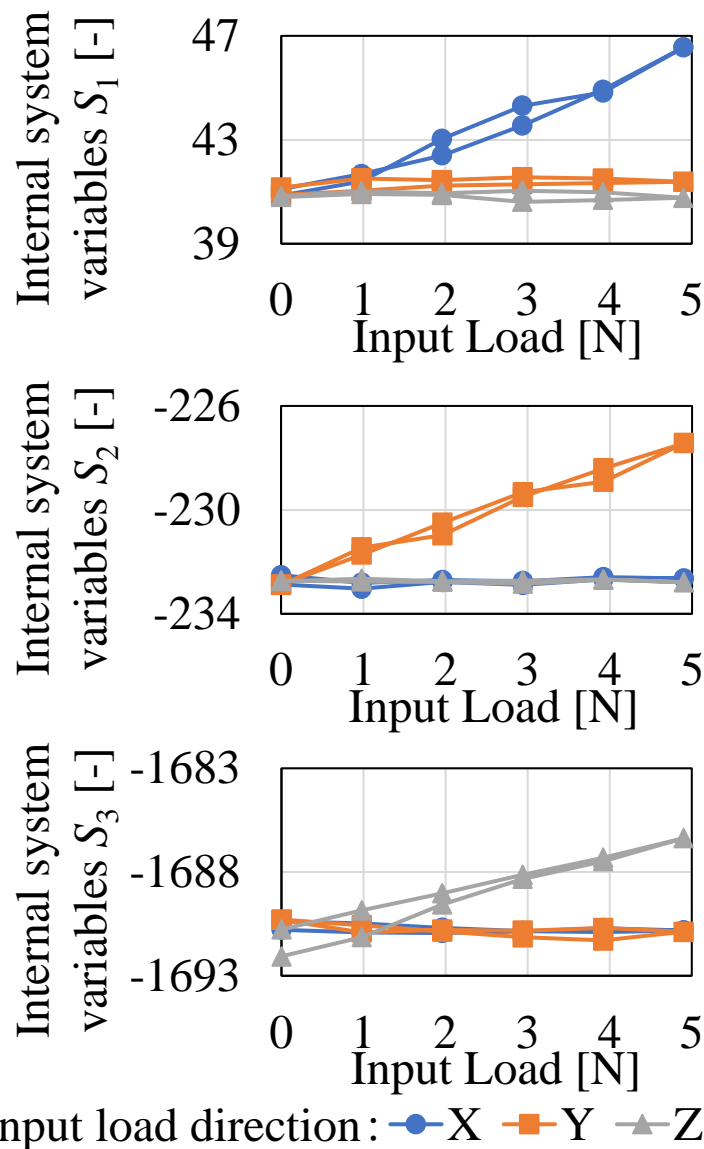 Internal system
variables S1 [-]
47
43
39
0 1 2 3 4 5
Input Load [N]
Internal system
variables S2 [-]
-226
-230
-234
0 1 2 3 4 5
Input Load [N]
Internal system
variables S3 [-]
-1683
-1688
-1693
0 1 2 3 4 5
Input Load [N]
nput load direction: X Y Z